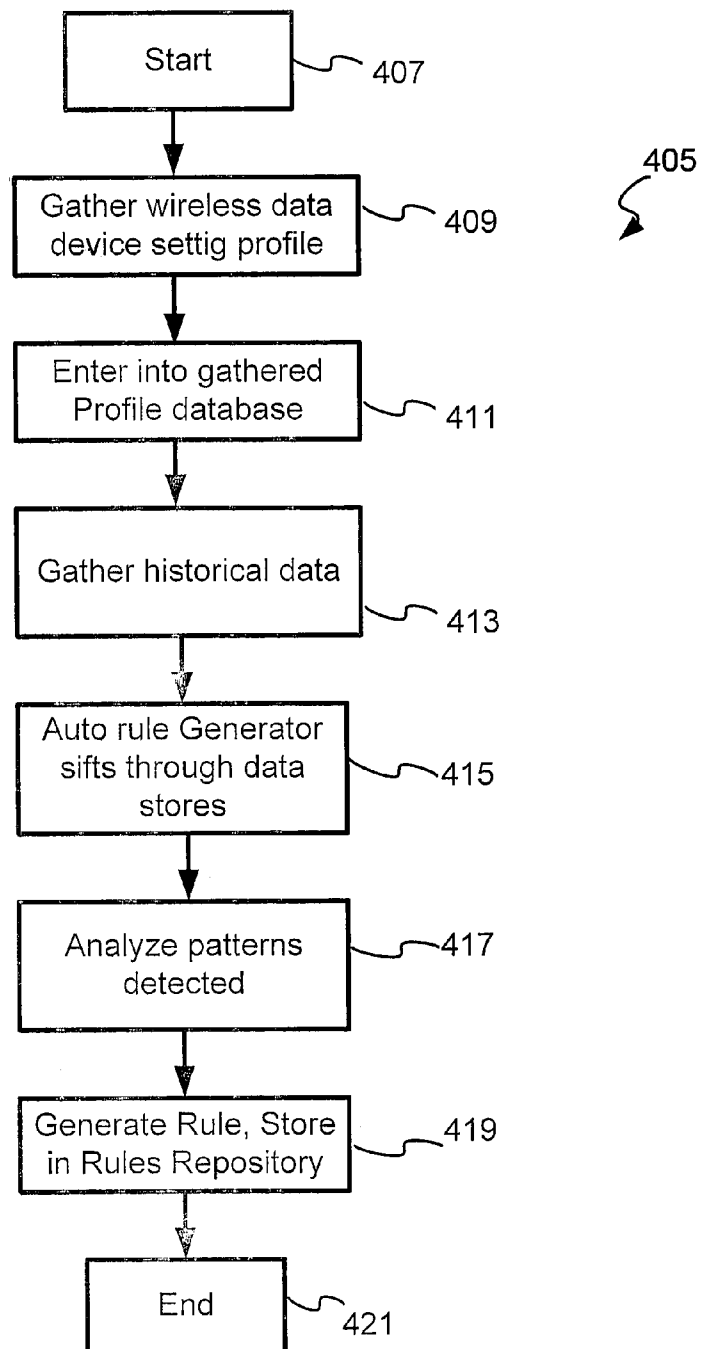 Start
407
405
Gather wireless data
device settig profile
409
Enter into gathered
Profile database
411
Gather historical data
413
Auto rule Generator
sifts through data
stores
415
Analyze patterns
detected
417
Generate Rule, Store
in Rules Repository
419
End
421